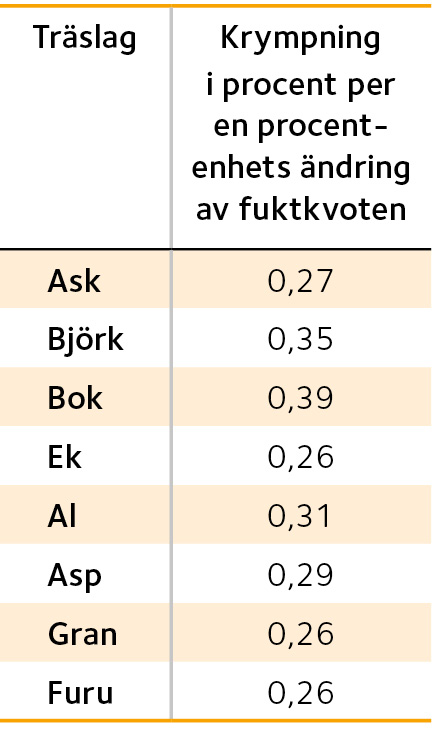 Träslag Krympning
i procent per
en procent-
enhets ändring
av fuktkvoten
Ask 0,27
Björk 0,35
Bok 0,39
Ek 0,26
Al 0,31
Asp 0,29
Gran 0,26
Furu 0,26